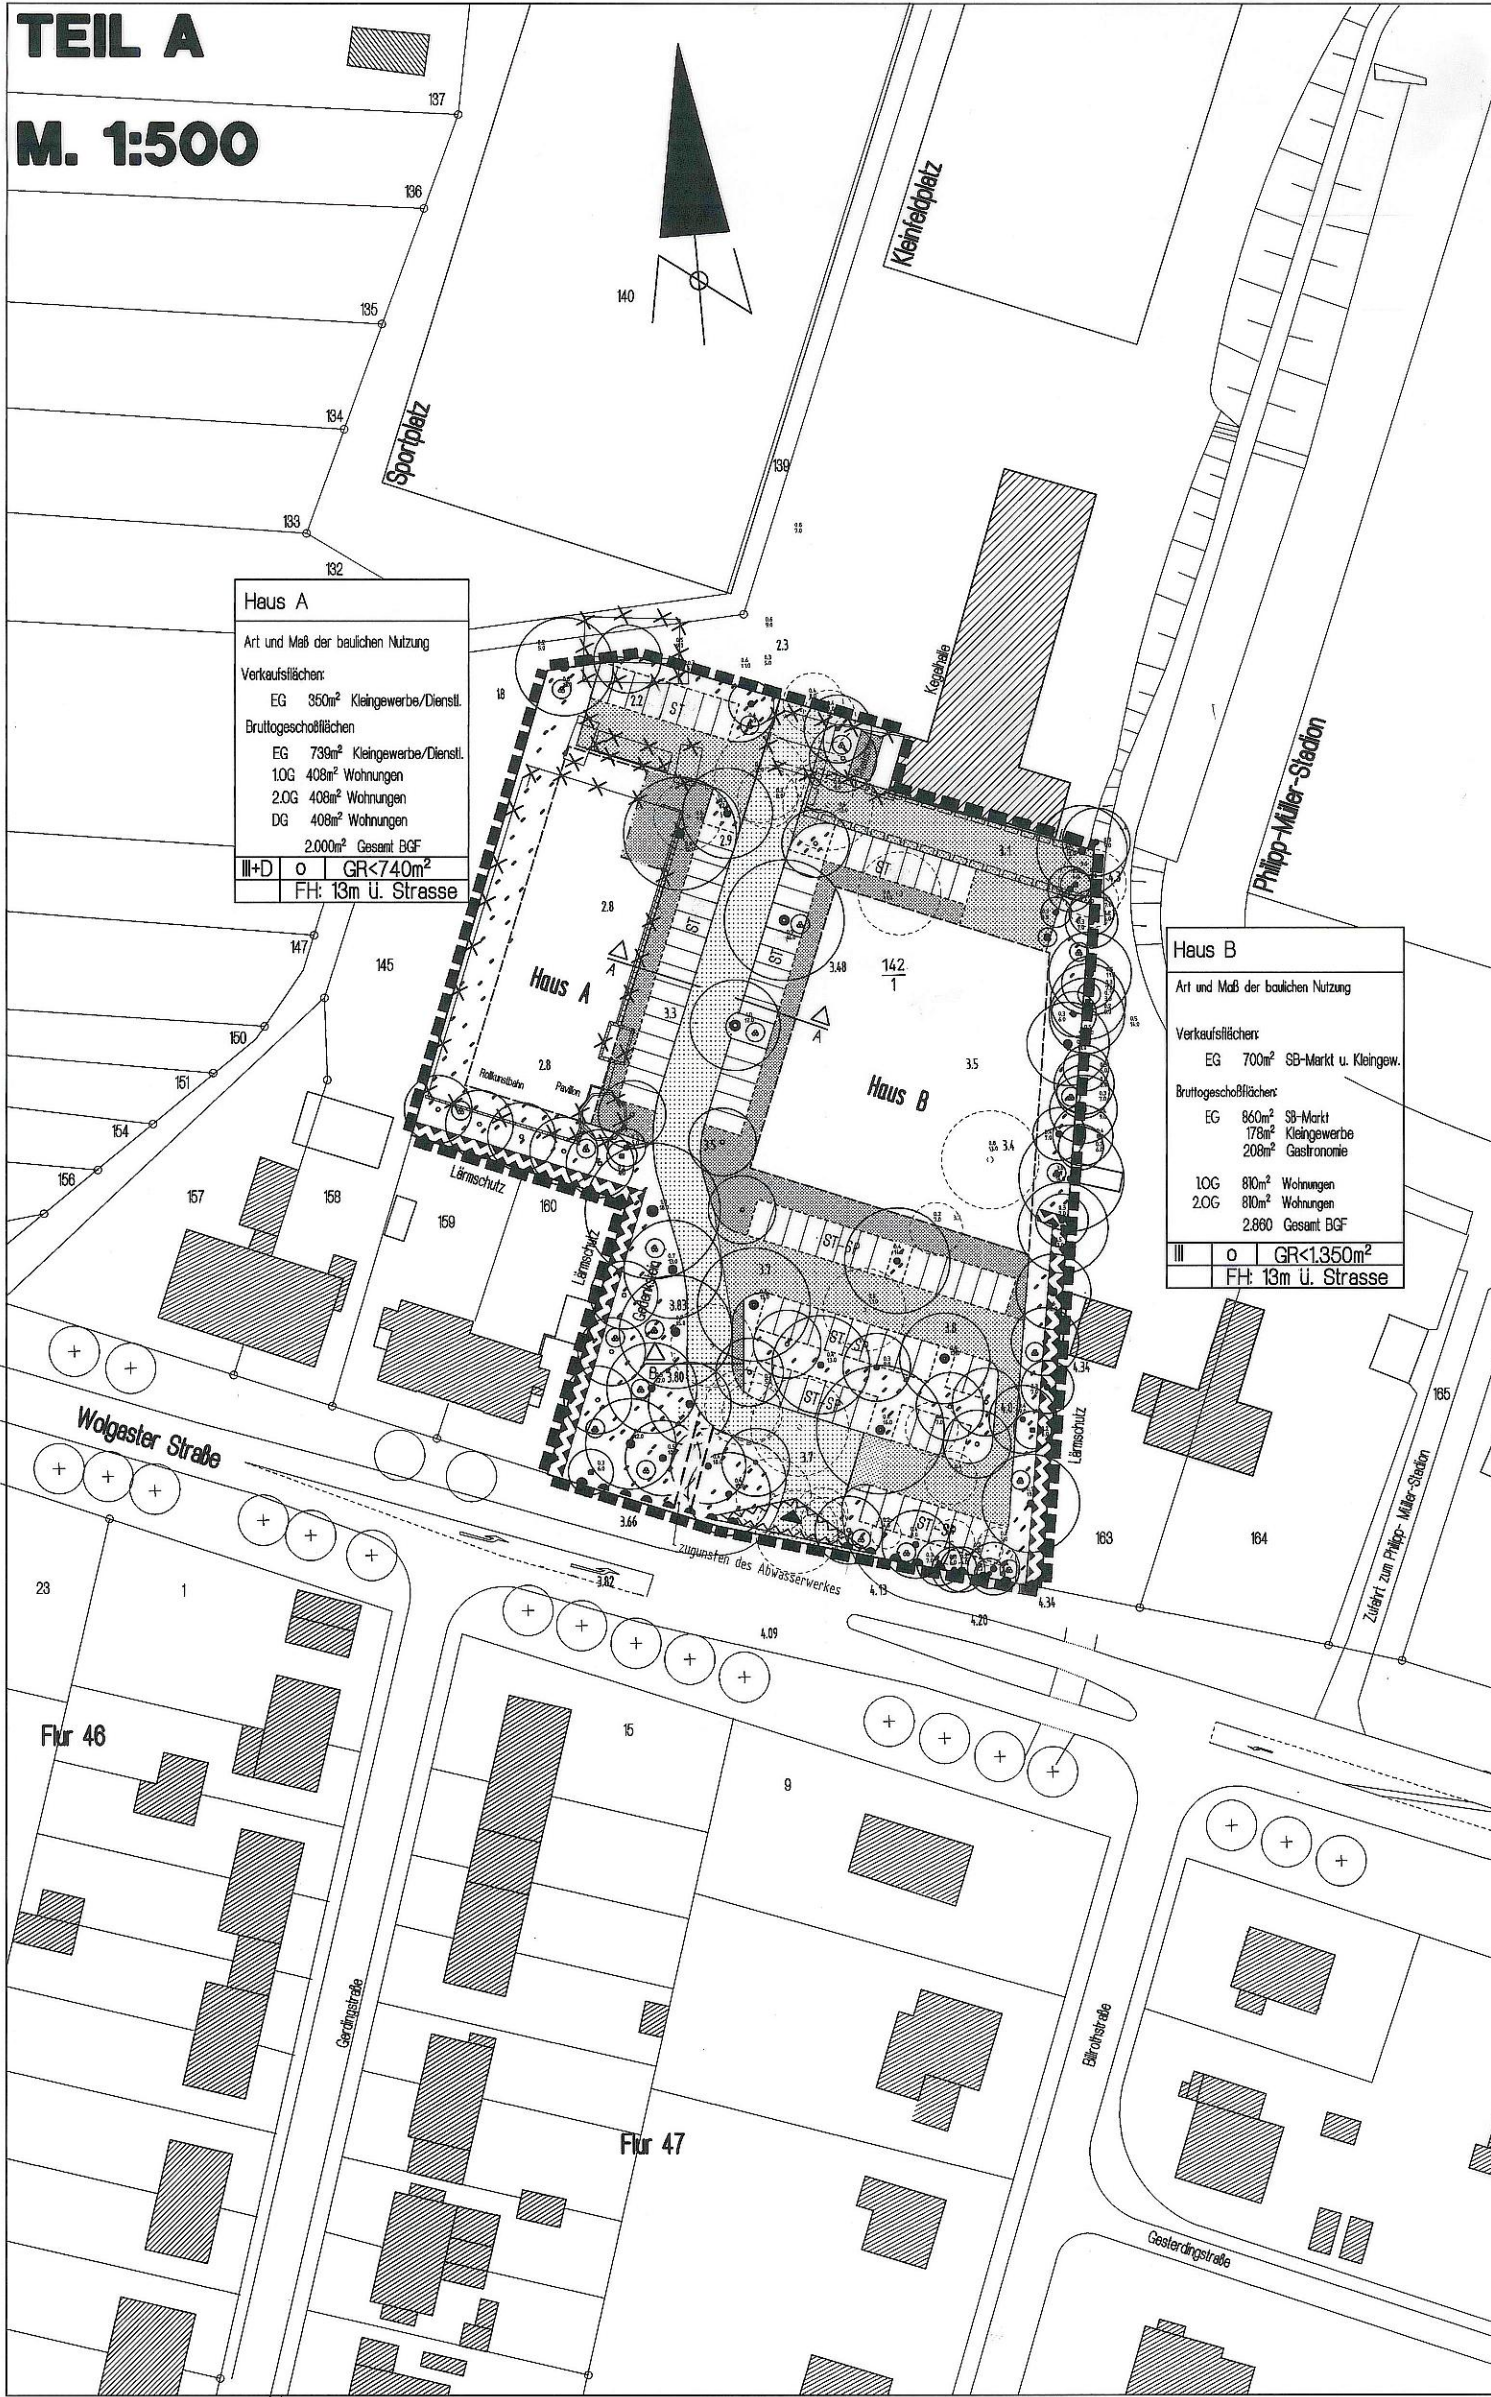 TEIL A
M. 1:500
137
136
135
134
133
132
140
139
Sportplatz
Kleinfeldplatz
Kegelhalle
Philipp-Müller-Stadion
Haus A
Art und Maß der baulichen Nutzung
Verkaufsflächen:
EG 350m² Kleingewerbe/Dienstl.
Bruttogeschoßflächen
EG 739m² Kleingewerbe/Dienstl.
1.OG 408m² Wohnungen
2.OG 408m² Wohnungen
DG 408m² Wohnungen
2.000m² Gesamt BGF
III+D o GR<740m²
FH: 13m ü. Strasse
2.3
1.8
2.2
ST
3.1
ST
2.9
2.8
ST
ST
147
145
Haus A
A
3.48
142
1
A
3.3
3.5
150
2.8
151
Rollkunstbahn
Pavillon
Haus B
154
3.4
156
Lärmschutz
157
158
159
160
Haus B
Art und Maß der baulichen Nutzung
Verkaufsflächen:
EG 700m² SB-Markt u. Kleingew.
Bruttogeschoßflächen:
EG 860m² SB-Markt
178m² Kleingewerbe
208m² Gastronomie
1.OG 810m² Wohnungen
2.OG 810m² Wohnungen
2.860 Gesamt BGF
III o GR<1.350m²
FH: 13m ü. Strasse
Lärmschutz
ST-SP
3.7
3.83
3.8
ST-SP
B
3.80
ST-SP
4.34
Lärmschutz
165
Wolgaster Straße
3.7
ST-SP
3.66
zugunsten des Abwasserwerkes
163
164
Zufahrt zum Philipp-Müller-Stadion
3.82
4.13
4.34
4.20
4.09
23
1
Flur 46
15
9
Gerdingstraße
Billrothstraße
Flur 47
Gesterdingstraße